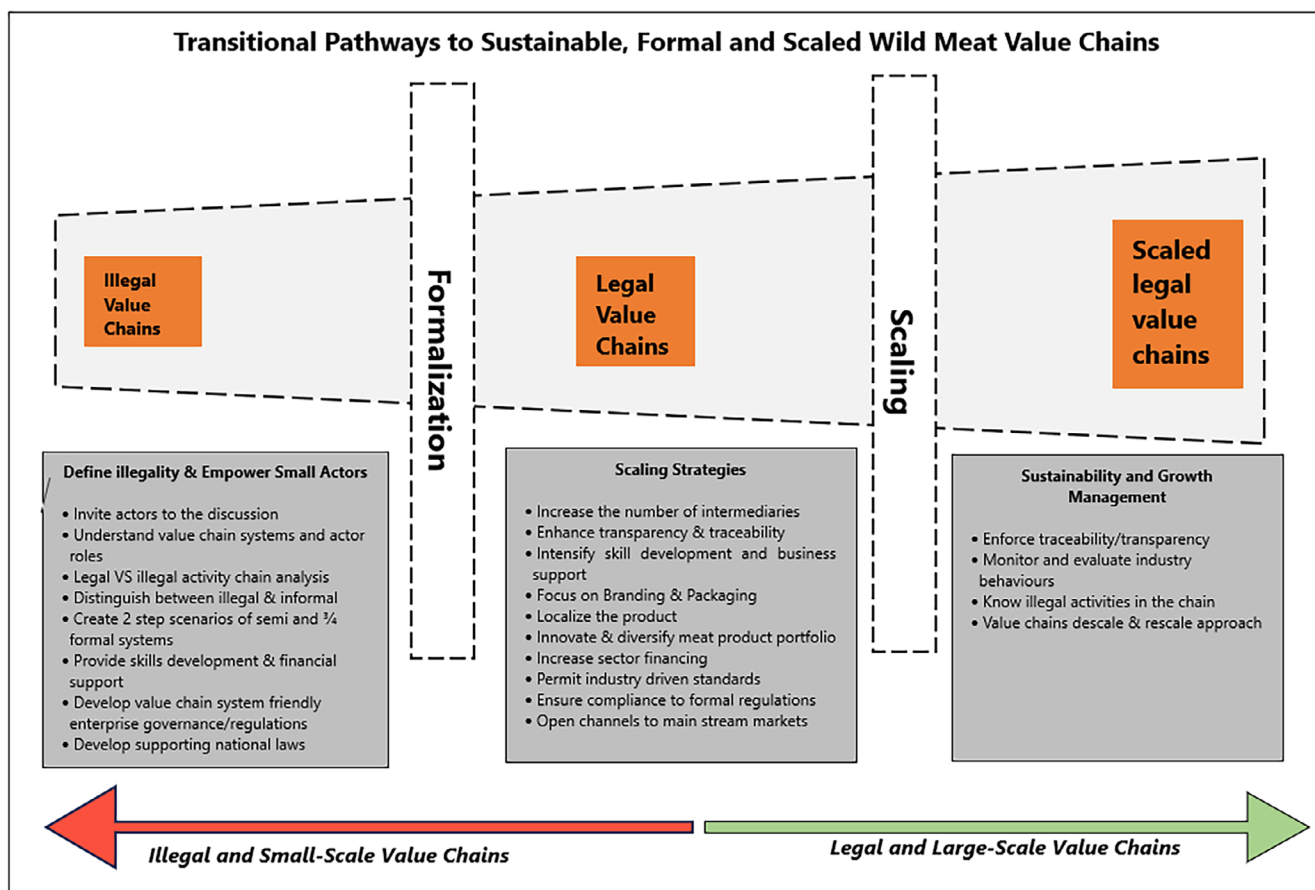 Transitional Pathways to Sustainable, Formal and Scaled Wild Meat Value Chains
Illegal
Value
Chains
Formalization
Legal
Value
Chains
Scaling
Scaled
legal
value
chains
Define illegality & Empower Small Actors
• Invite actors to the discussion
• Understand value chain systems and actor
roles
• Legal VS illegal activity chain analysis
• Distinguish between illegal & informal
• Create 2 step scenarios of semi and ¾
formal systems
• Provide skills development & financial
support
• Develop value chain system friendly
enterprise governance/regulations
• Develop supporting national laws
Scaling Strategies
• Increase the number of intermediaries
• Enhance transparency & traceability
• Intensify skill development and business
support
• Focus on Branding & Packaging
• Localize the product
• Innovate & diversify meat product portfolio
• Increase sector financing
• Permit industry driven standards
• Ensure compliance to formal regulations
• Open channels to main stream markets
Sustainability and Growth
Management
• Enforce traceability/transparency
• Monitor and evaluate industry
behaviours
• Know illegal activities in the chain
• Value chains descale & rescale approach
Illegal and Small-Scale Value Chains
Legal and Large-Scale Value Chains